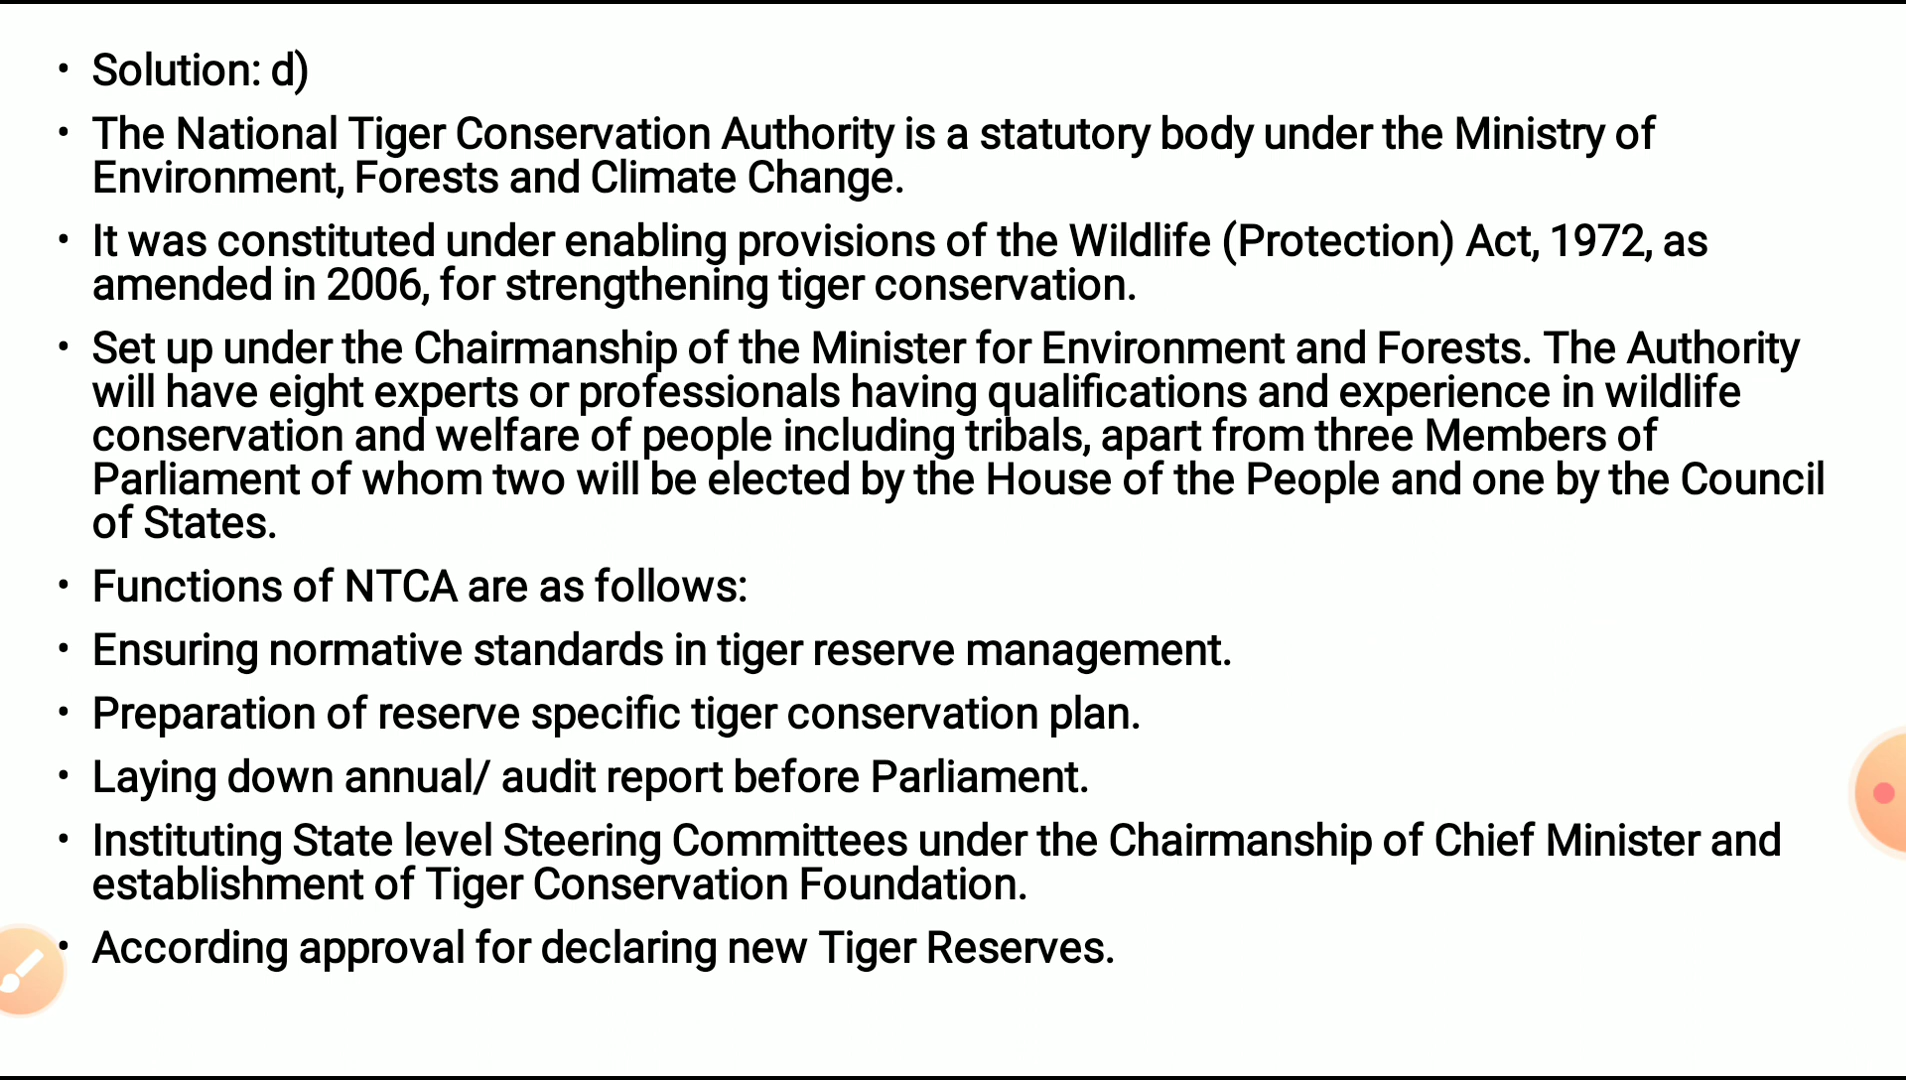 • Solution: d)
• The National Tiger Conservation Authority is a statutory body under the Ministry of
Environment, Forests and Climate Change.
• It was constituted under enabling provisions of the Wildlife (Protection) Act, 1972, as
amended in 2006, for strengthening tiger conservation.
• Set up under the Chairmanship of the Minister for Environment and Forests. The Authority
will have eight experts or professionals having qualifications and experience in wildlife
conservation and welfare of people including tribals, apart from three Members of
Parliament of whom two will be elected by the House of the People and one by the Council
of States.
• Functions of NTCA are as follows:
• Ensuring normative standards in tiger reserve management.
• Preparation of reserve specific tiger conservation plan.
• Laying down annual/ audit report before Parliament.
• Instituting State level Steering Committees under the Chairmanship of Chief Minister and
establishment of Tiger Conservation Foundation.
• According approval for declaring new Tiger Reserves.